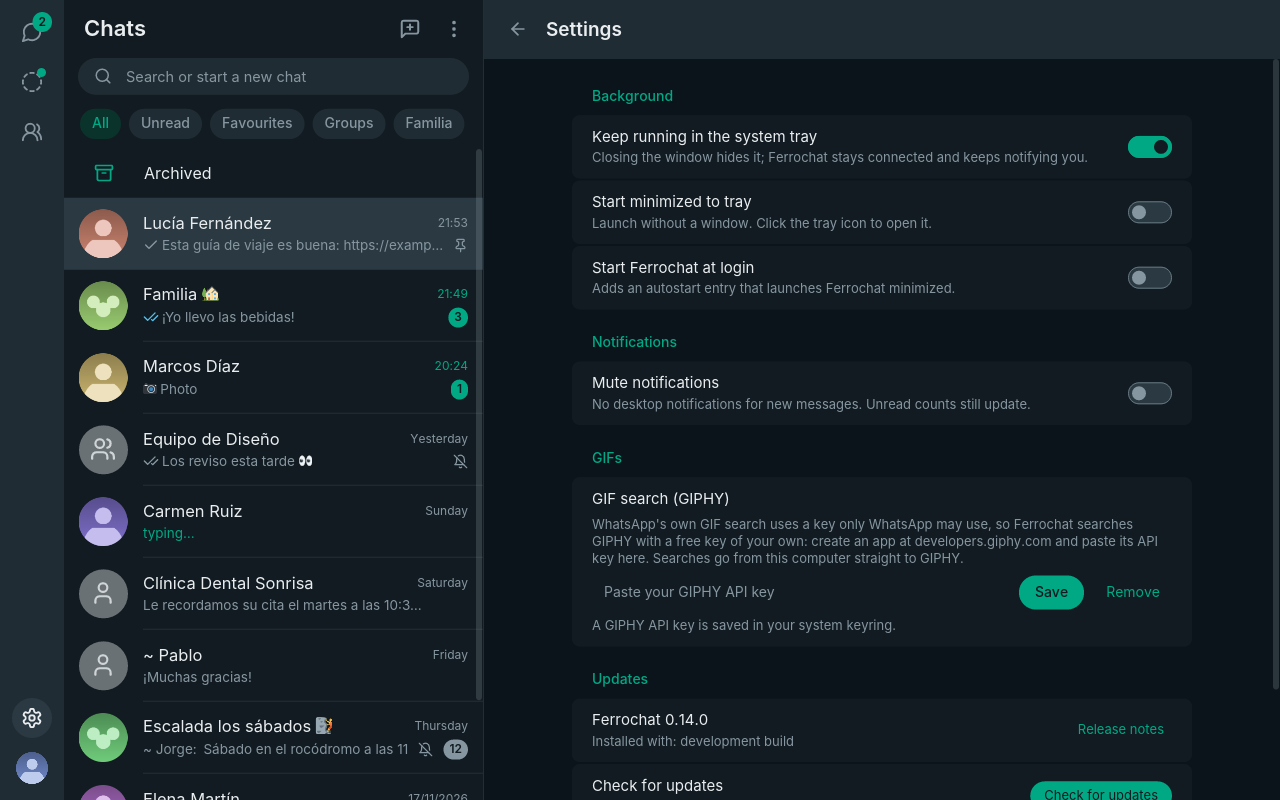 2
Chats
Search or start a new chat
All
Unread
Favourites
Groups
Familia
Archived
Lucía Fernández
21:53
Esta guía de viaje es buena: https://examp...
Familia
21:49
¡Yo llevo las bebidas!
3
Marcos Díaz
20:24
Photo
1
Equipo de Diseño
Yesterday
Los reviso esta tarde 👀
Carmen Ruiz
Sunday
typing...
Clínica Dental Sonrisa
Saturday
Le recordamos su cita el martes a las 10:3...
~ Pablo
Friday
¡Muchas gracias!
Escalada los sábados
Thursday
~ Jorge: Sábado en el rocódromo a las 11
12
Elena Martín
17/11/2026
Settings
Background
Keep running in the system tray
Closing the window hides it; Ferrochat stays connected and keeps notifying you.
Start minimized to tray
Launch without a window. Click the tray icon to open it.
Start Ferrochat at login
Adds an autostart entry that launches Ferrochat minimized.
Notifications
Mute notifications
No desktop notifications for new messages. Unread counts still update.
GIFs
GIF search (GIPHY)
WhatsApp's own GIF search uses a key only WhatsApp may use, so Ferrochat searches
GIPHY with a free key of your own: create an app at developers.giphy.com and paste its API
key here. Searches go from this computer straight to GIPHY.
Paste your GIPHY API key
Save
Remove
A GIPHY API key is saved in your system keyring.
Updates
Ferrochat 0.14.0
Installed with: development build
Release notes
Check for updates
Check for updates